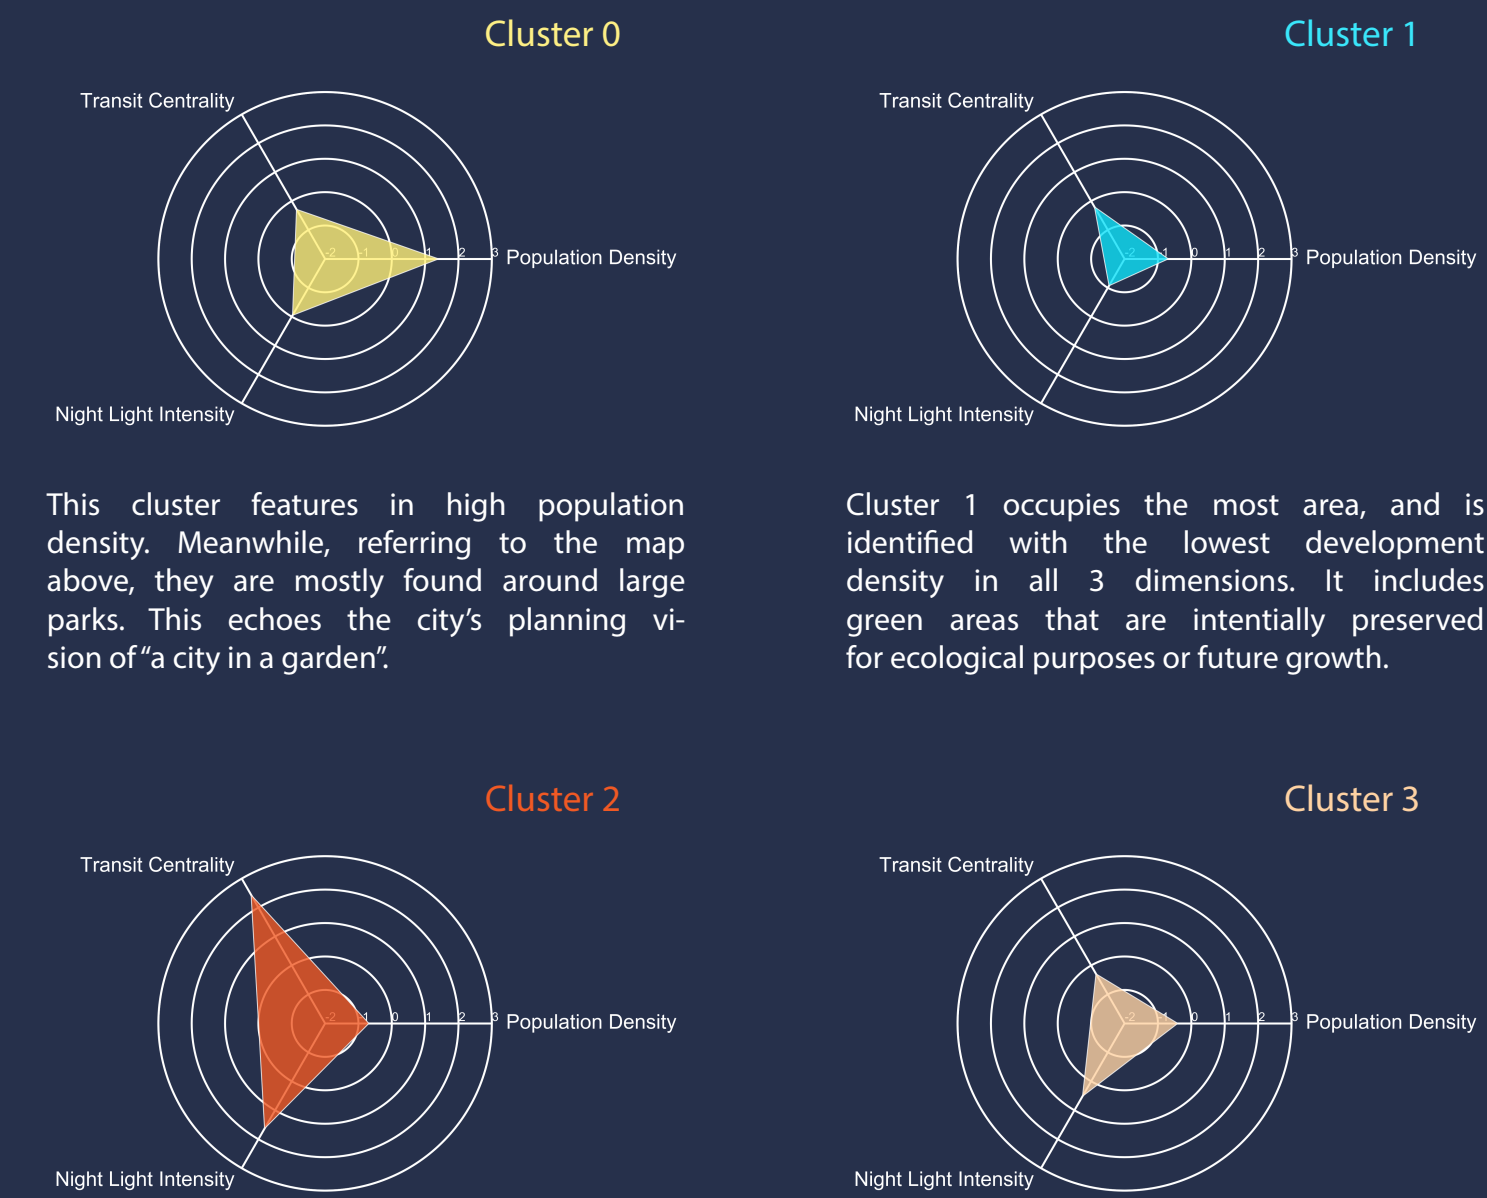 Cluster 0
Transit Centrality
-2 -1 0 1 2 3
Population Density
Night Light Intensity
This cluster features in high population
density. Meanwhile, referring to the map
above, they are mostly found around large
parks. This echoes the city’s planning vi-
sion of “a city in a garden”.
Cluster 1
Transit Centrality
-2 -1 0 1 2 3
Population Density
Night Light Intensity
Cluster 1 occupies the most area, and is
identified with the lowest development
density in all 3 dimensions. It includes
green areas that are intentially preserved
for ecological purposes or future growth.
Cluster 2
Transit Centrality
-2 -1 0 1 2 3
Population Density
Night Light Intensity
Cluster 3
Transit Centrality
-2 -1 0 1 2 3
Population Density
Night Light Intensity